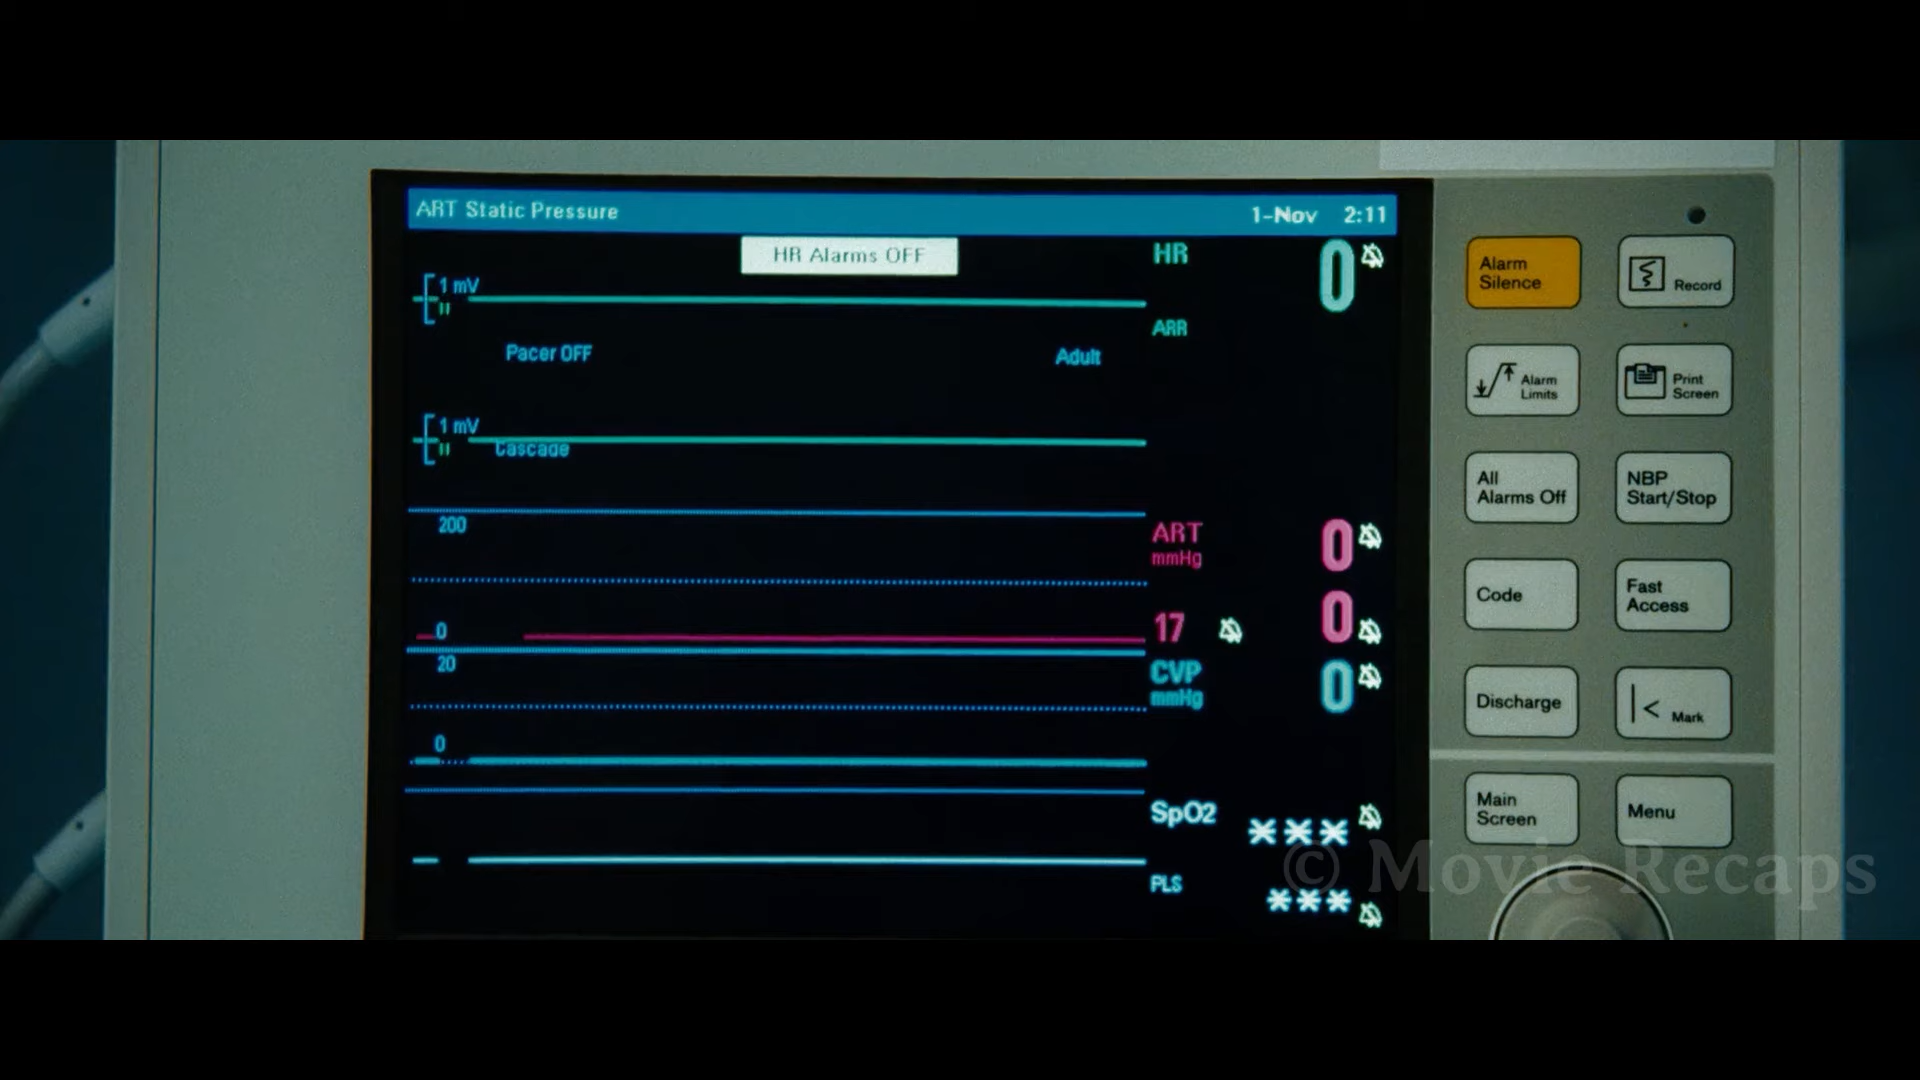 ART Static Pressure
1-Nov 2:11
HR Alarms OFF
HR 0
1 mV
II
ARR
Pacer OFF
Adult
1 mV
II
Cascade
200
ART 0
mmHg
0
17 0
20
CVP 0
mmHg
0
SpO2 ***
PLS ***
Alarm
Silence
Record
Alarm
Limits
Print
Screen
All
Alarms Off
NBP
Start/Stop
Code
Fast
Access
Discharge
Mark
Main
Screen
Menu
© Movie Recaps